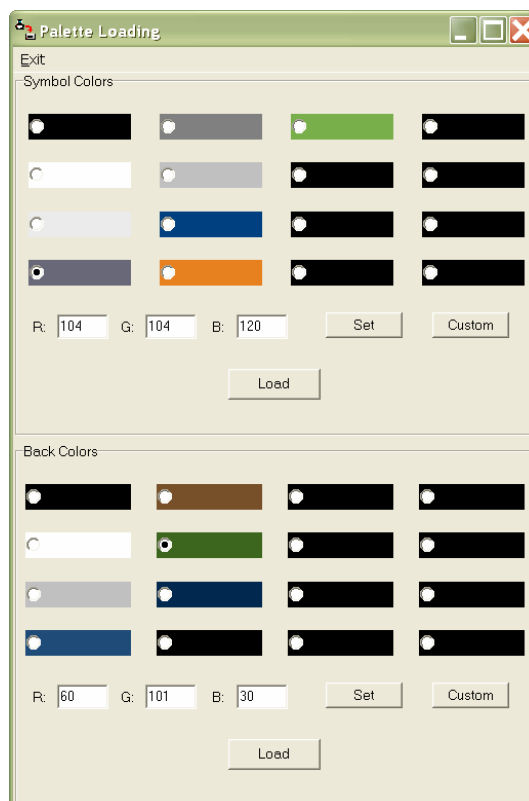 Palette Loading
Exit
Symbol Colors
R: 104 G: 104 B: 120 Set Custom
Load
Back Colors
R: 60 G: 101 B: 30 Set Custom
Load